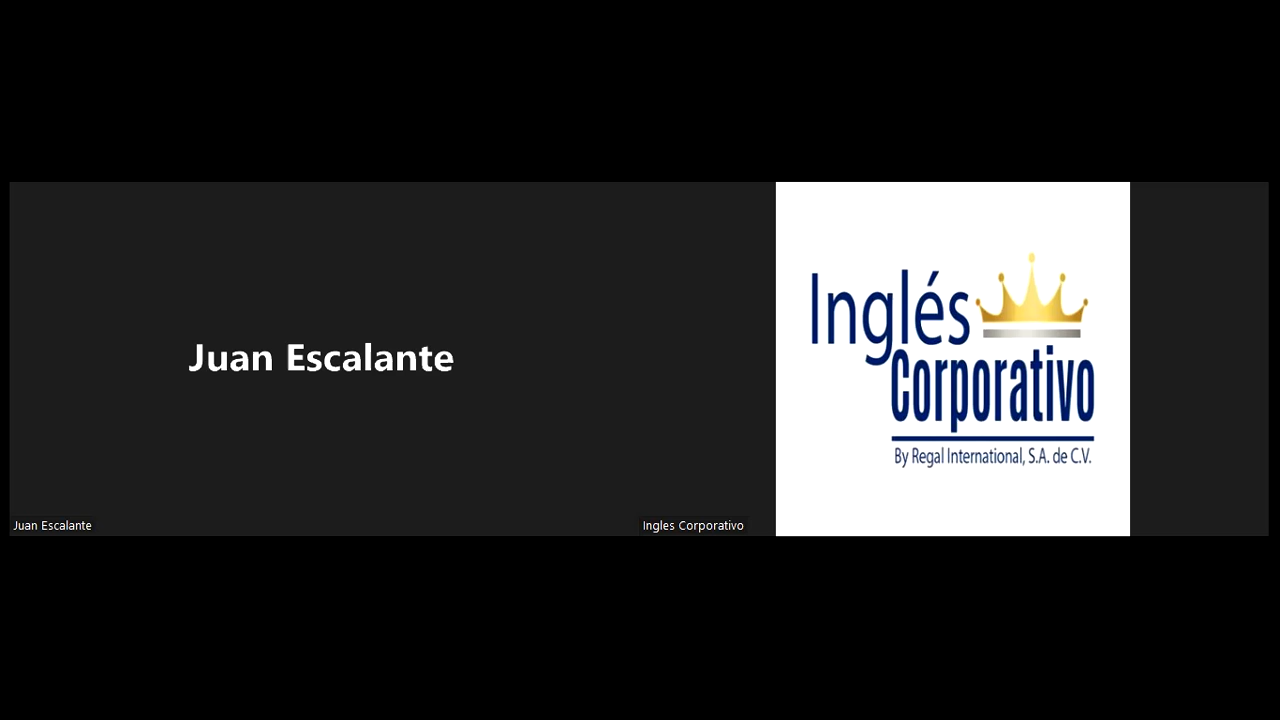 Juan Escalante
Juan Escalante
Inglés
Corporativo
By Regal International, S.A. de C.V.
Ingles Corporativo